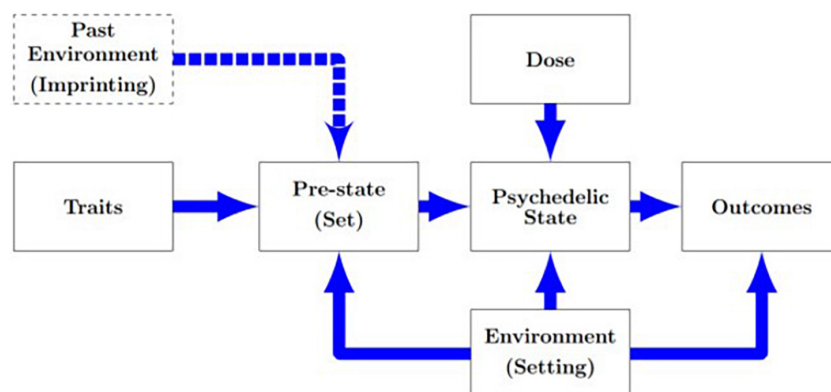 Past
Environment
(Imprinting)
Dose
Traits
Pre-state
(Set)
Psychedelic
State
Outcomes
Environment
(Setting)